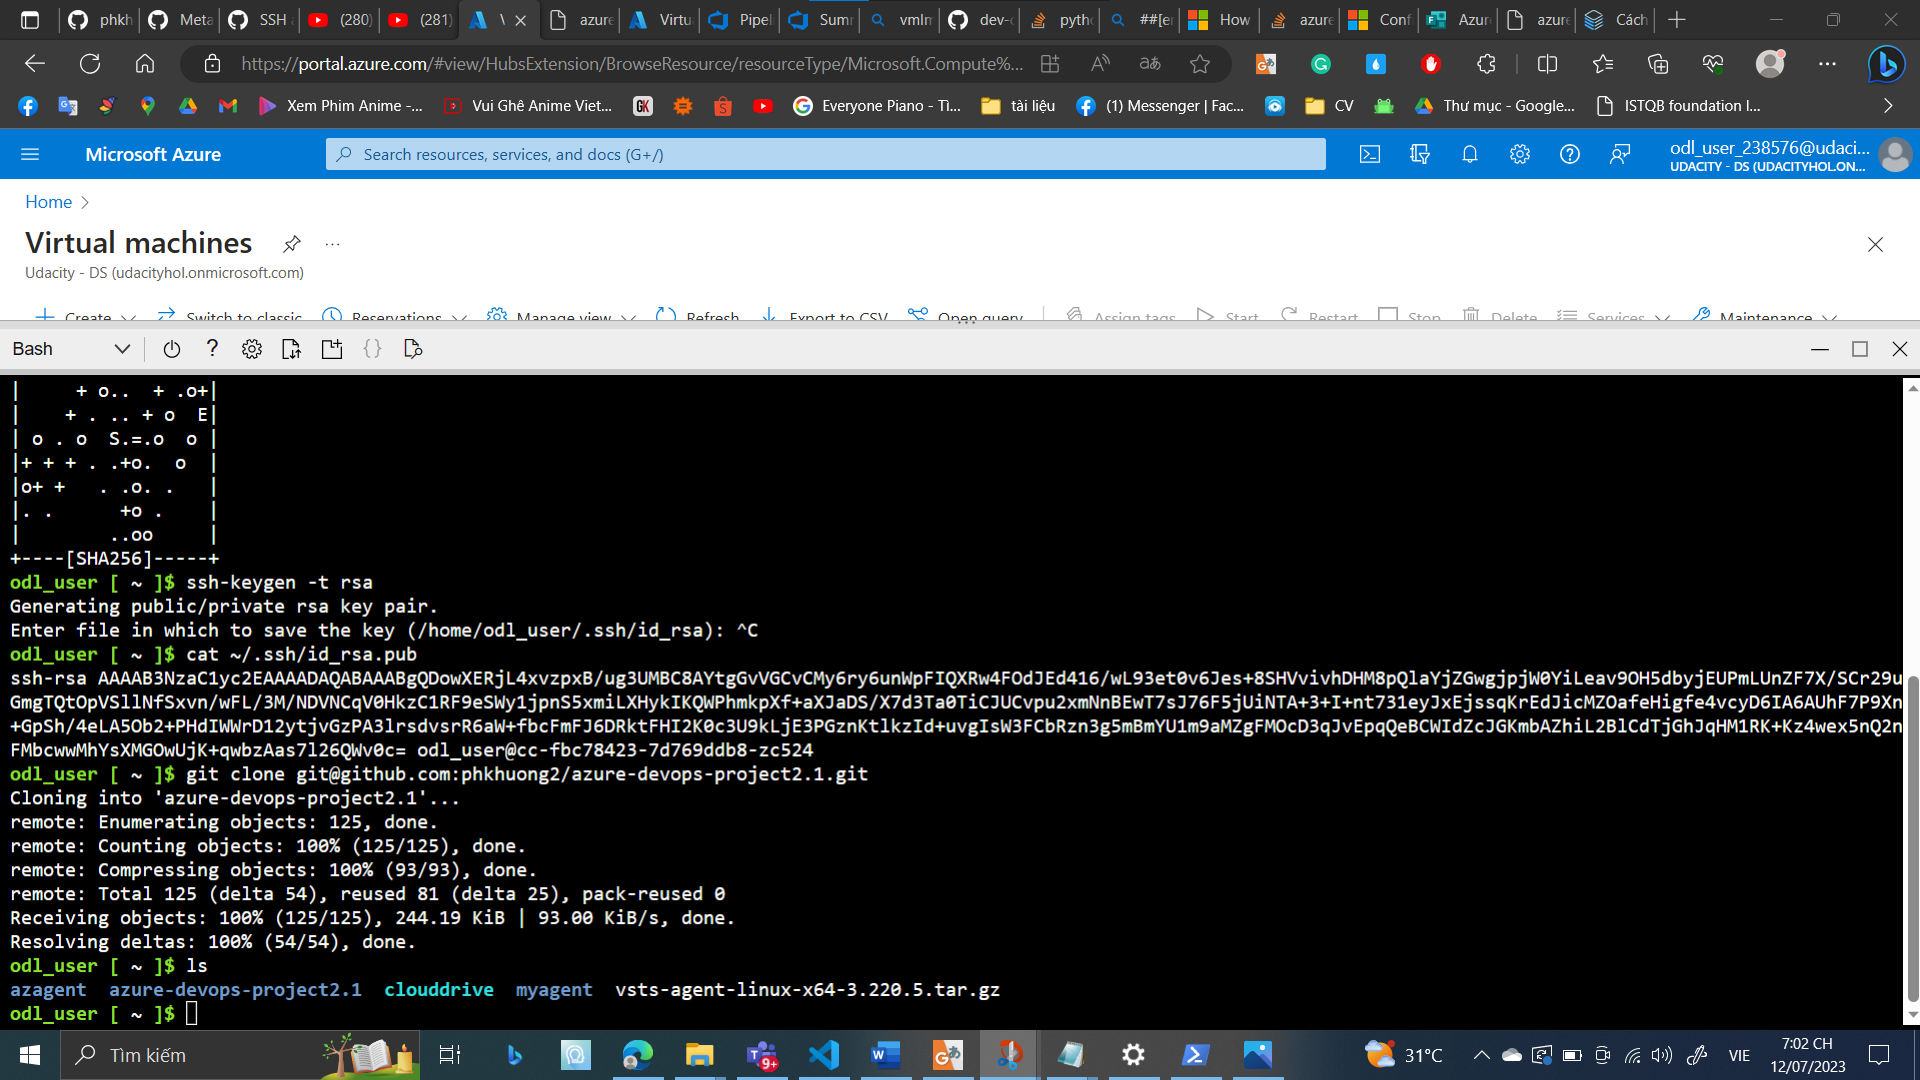 phkh
Meta
SSH
(280)
(281)
V
azure
Virtu
Pipel
Sumr
vmIm
dev-c
pyth
##[er
How
azure
Conf
Azur
azure
Cách
https://portal.azure.com/#view/HubsExtension/BrowseResource/resourceType/Microsoft.Compute%...
Xem Phim Anime -...
Vui Ghê Anime Viet...
Everyone Piano - Tì...
tài liệu
(1) Messenger | Fac...
CV
Thư mục - Google...
ISTQB foundation l...
Microsoft Azure
Search resources, services, and docs (G+/)
odl_user_238576@udaci...
UDACITY - DS (UDACITYHOL.ON...
Home
Virtual machines
Udacity - DS (udacityhol.onmicrosoft.com)
Create
Switch to classic
Reservations
Manage view
Refresh
Export to CSV
Open query
Assign tags
Start
Restart
Stop
Delete
Services
Maintenance
Bash
|     + o..  + .o+|
|    + . .. + o  E|
| o . o  S.=.o  o |
|+ + + . .+o.  o  |
|o+ +   . .o. .   |
|. .      +o .    |
|        ..oo     |
+----[SHA256]-----+
odl_user [ ~ ]$ ssh-keygen -t rsa
Generating public/private rsa key pair.
Enter file in which to save the key (/home/odl_user/.ssh/id_rsa): ^C
odl_user [ ~ ]$ cat ~/.ssh/id_rsa.pub
ssh-rsa AAAAB3NzaC1yc2EAAAADAQABAAABgQDowXERjL4xvzpxB/ug3UMBC8AYtgGvVGCvCMy6ry6unWpFIQXRw4FOdJEd416/wL93et0v6Jes+8SHVvivhDHM8pQlaYjZGwgjpjW0YiLeav9OH5dbyjEUPmLUnZF7X/SCr29u
GmgTQtOpVSllNfSxvn/wFL/3M/NDVNCqV0HkzC1RF9eSWy1jpnS5xmiLXHykIKQWPhmkpXf+aXJaDS/X7d3Ta0TiCJUCvpu2xmNnBEwT7sJ76F5jUiNTA+3+I+nt731eyJxEjssqKrEdJicMZOafeHigfe4vcyD6IA6AUhF7P9Xn
+GpSh/4eLA5Ob2+PHdIWWrD12ytjvGzPA3lrsdvsrR6aW+fbcFmFJ6DRktFHI2K0c3U9kLjE3PGznKtlkzId+uvgIsW3FCbRzn3g5mBmYU1m9aMZgFMOcD3qJvEpqQeBCWIdZcJGKmbAZhiL2BlCdTjGhJqHM1RK+Kz4wex5nQ2n
FMbcwwMhYsXMGOwUjK+qwbzAas7l26QWv0c= odl_user@cc-fbc78423-7d769ddb8-zc524
odl_user [ ~ ]$ git clone git@github.com:phkhuong2/azure-devops-project2.1.git
Cloning into 'azure-devops-project2.1'...
remote: Enumerating objects: 125, done.
remote: Counting objects: 100% (125/125), done.
remote: Compressing objects: 100% (93/93), done.
remote: Total 125 (delta 54), reused 81 (delta 25), pack-reused 0
Receiving objects: 100% (125/125), 244.19 KiB | 93.00 KiB/s, done.
Resolving deltas: 100% (54/54), done.
odl_user [ ~ ]$ ls
azagent  azure-devops-project2.1  clouddrive  myagent  vsts-agent-linux-x64-3.220.5.tar.gz
odl_user [ ~ ]$
Tìm kiếm
9+
31°C
VIE
7:02 CH
12/07/2023